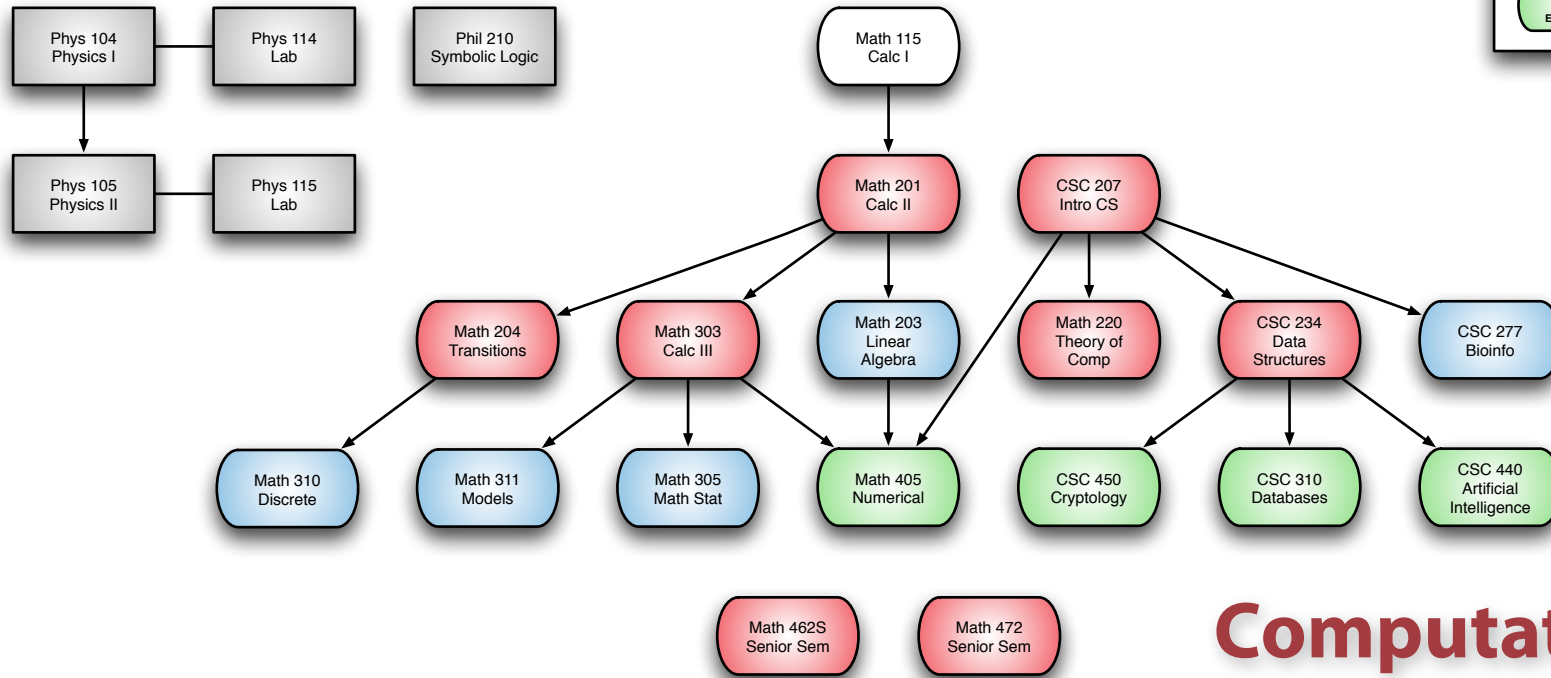 Phys 104
Physics I
Phys 114
Lab
Phil 210
Symbolic Logic
Math 115
Calc I
Phys 105
Physics II
Phys 115
Lab
Math 201
Calc II
CSC 207
Intro CS
Math 204
Transitions
Math 303
Calc III
Math 203
Linear
Algebra
Math 220
Theory of
Comp
CSC 234
Data
Structures
CSC 277
Bioinfo
Math 310
Discrete
Math 311
Models
Math 305
Math Stat
Math 405
Numerical
CSC 450
Cryptology
CSC 310
Databases
CSC 440
Artificial
Intelligence
Math 462S
Senior Sem
Math 472
Senior Sem